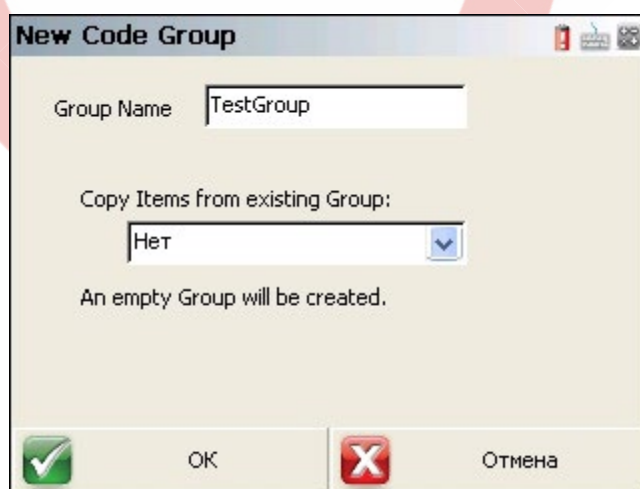 New Code Group
Group Name TestGroup
Copy Items from existing Group:
Нет
An empty Group will be created.
OK Отмена